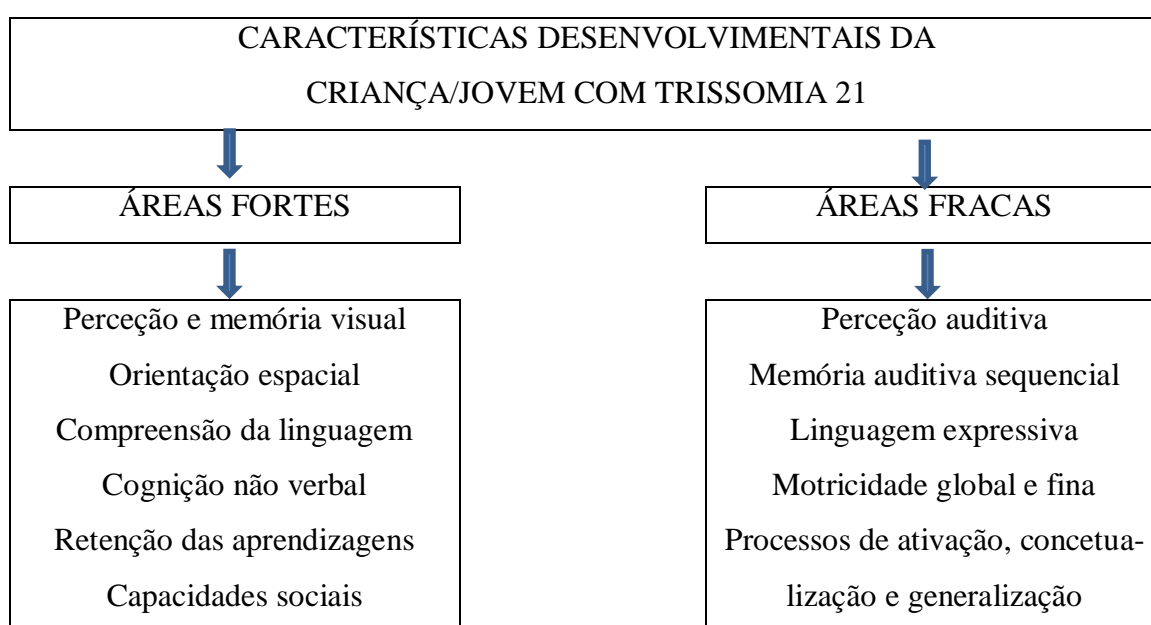 CARACTERÍSTICAS DESENVOLVIMENTAIS DA
CRIANÇA/JOVEM COM TRISSOMIA 21
ÁREAS FORTES
ÁREAS FRACAS
Perceção e memória visual
Orientação espacial
Compreensão da linguagem
Cognição não verbal
Retenção das aprendizagens
Capacidades sociais
Perceção auditiva
Memória auditiva sequencial
Linguagem expressiva
Motricidade global e fina
Processos de ativação, concetua-
lização e generalização